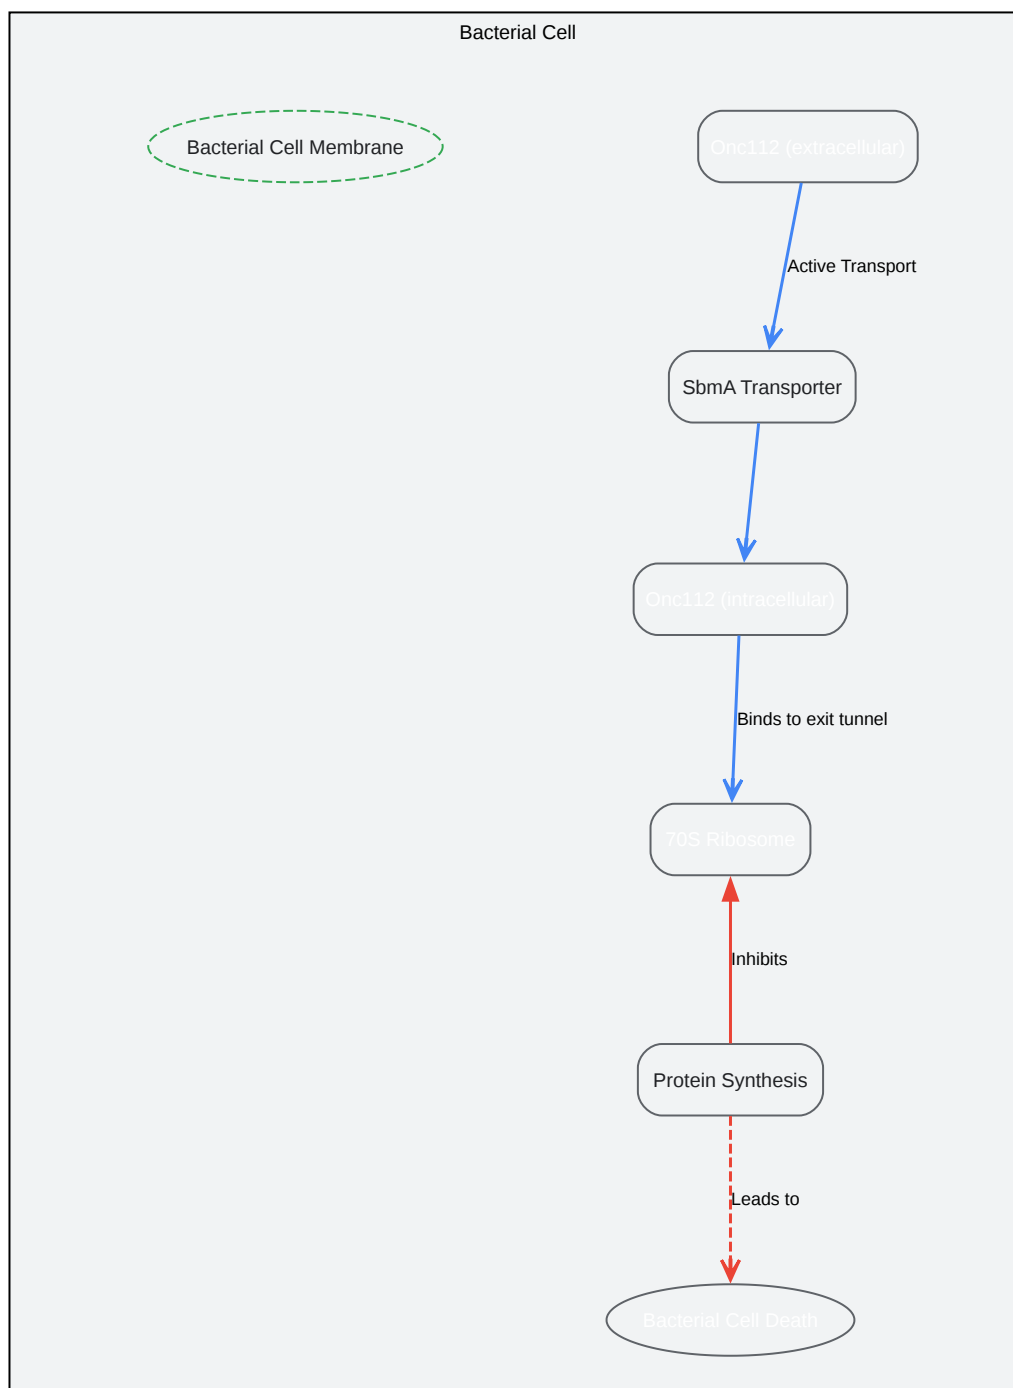 Bacterial Cell
Bacterial Cell Membrane
Onc112 (extracellular)
Active Transport
SbmA Transporter
Onc112 (intracellular)
Binds to exit tunnel
70S Ribosome
Inhibits
Protein Synthesis
Leads to
Bacterial Cell Death